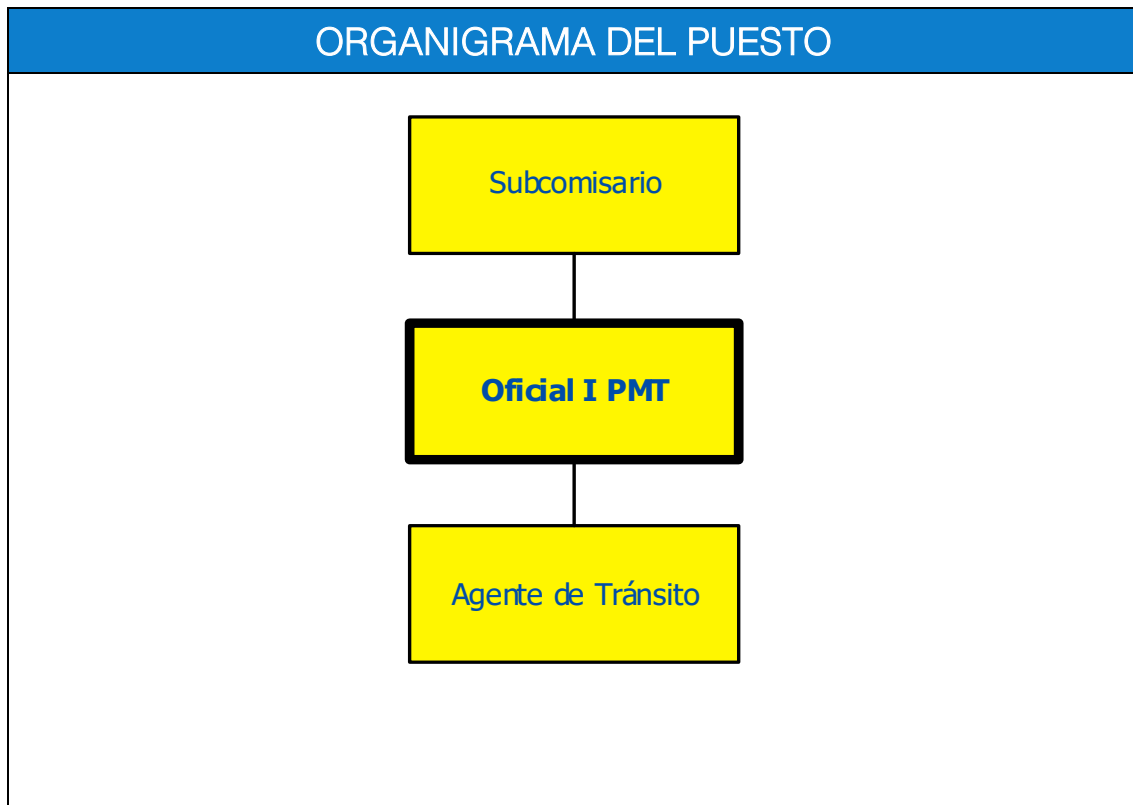 ORGANIGRAMA DEL PUESTO
Subcomisario
Oficial I PMT
Agente de Tránsito